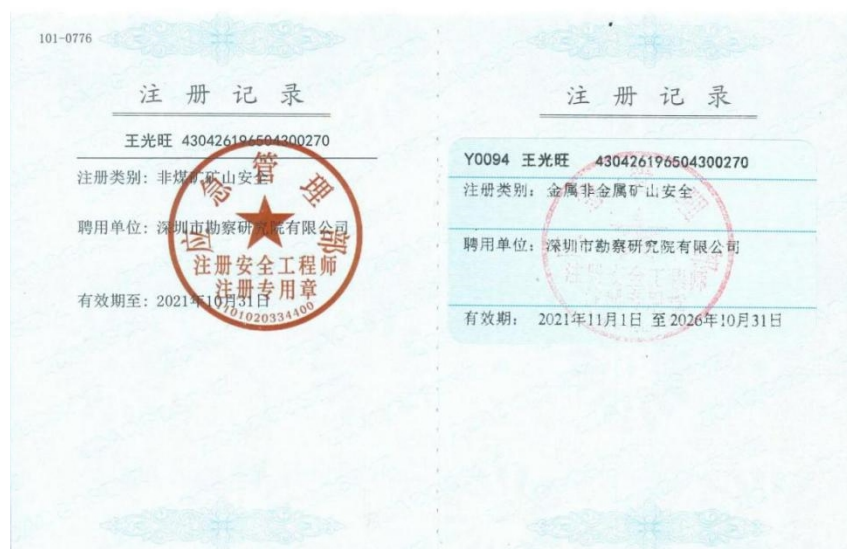 101-0776
注册记录
王光旺 430426196504300270
注册类别: 非煤矿矿山安全
聘用单位: 深圳市勘察研究院有限公司
有效期至: 2021年10月31日
应急管理部
注册安全工程师
注册专用章
1101020334400
注册记录
Y0094 王光旺 430426196504300270
注册类别: 金属非金属矿山安全
聘用单位: 深圳市勘察研究院有限公司
有效期: 2021年11月1日 至 2026年10月31日